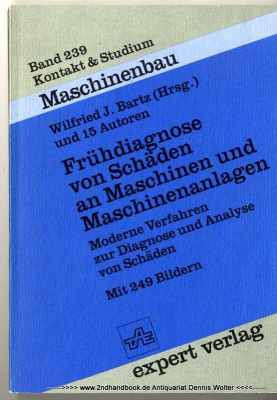 Band 239
Kontakt & Studium
Maschinenbau
Wilfried J. Bartz (Hrsg.)
und 15 Autoren
Frühdiagnose
von Schäden
an Maschinen und
Maschinenanlagen
Moderne Verfahren
zur Diagnose und Analyse
von Schäden
Mit 249 Bildern
TAE
expert verlag
----->>>> www.2ndhandbook.de Antiquariat Dennis Wolter <<<<------